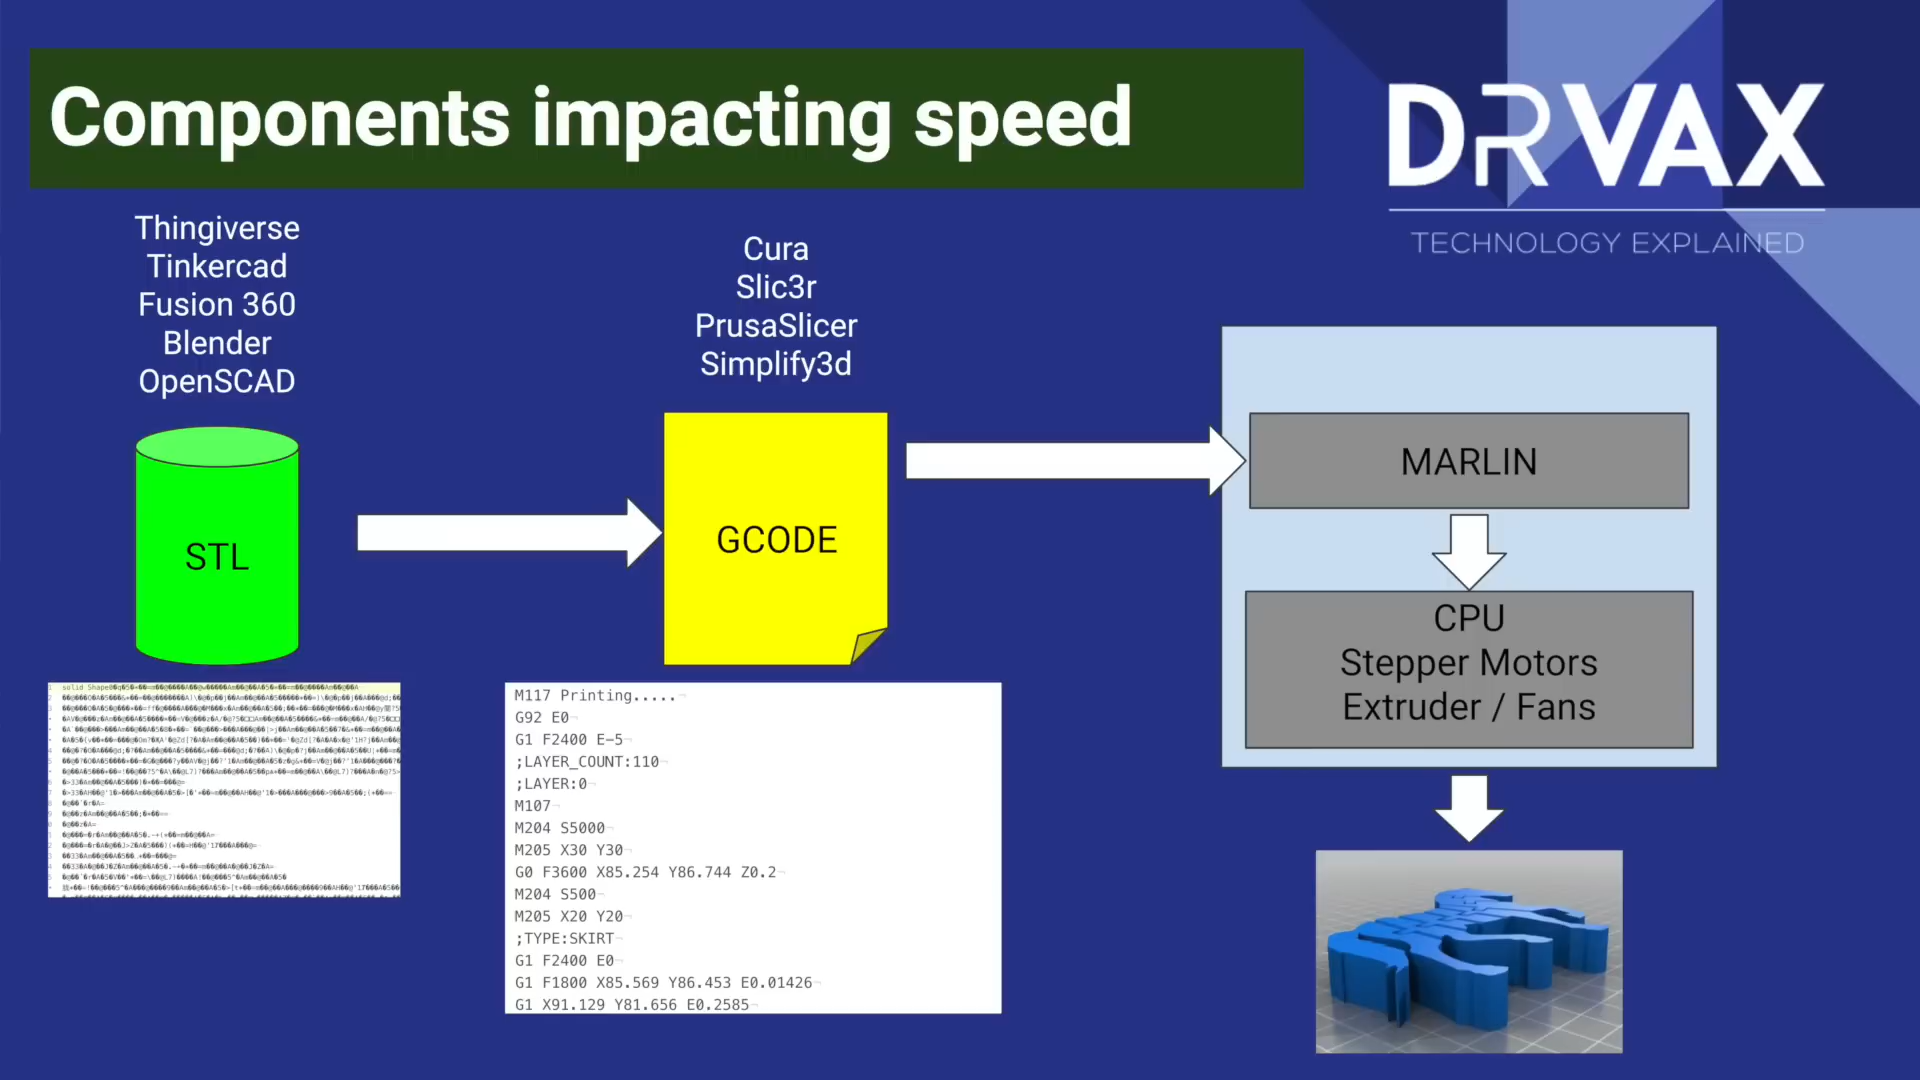 Components impacting speed
DRVAX
TECHNOLOGY EXPLAINED
Thingiverse
Tinkercad
Fusion 360
Blender
OpenSCAD
STL
Cura
Slic3r
PrusaSlicer
Simplify3d
GCODE
M117 Printing.....
G92 E0
G1 F2400 E-5
;LAYER_COUNT:110
;LAYER:0
M107
M204 S5000
M205 X30 Y30
G0 F3600 X85.254 Y86.744 Z0.2
M204 S500
M205 X20 Y20
;TYPE:SKIRT
G1 F2400 E0
G1 F1800 X85.569 Y86.453 E0.01426
G1 X91.129 Y81.656 E0.2585
MARLIN
CPU
Stepper Motors
Extruder / Fans